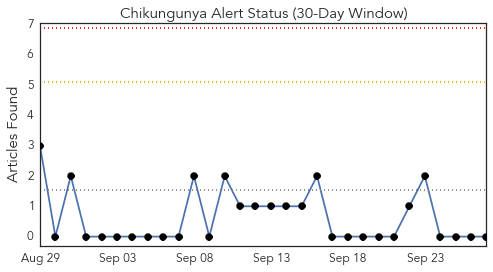 Chikungunya Alert Status (30-Day Window)
Articles Found
7
6
5
4
3
2
1
0
Aug 29 Sep 03 Sep 08 Sep 13 Sep 18 Sep 23